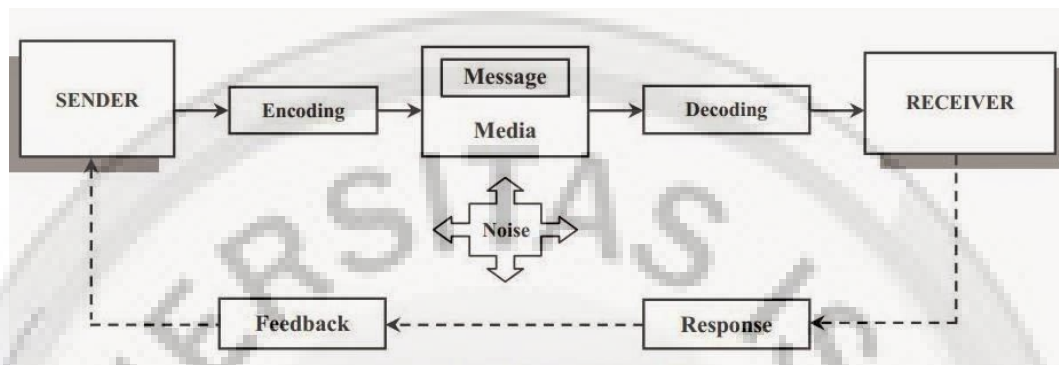 SENDER
Encoding
Message
Media
Decoding
RECEIVER
Noise
Feedback
Response